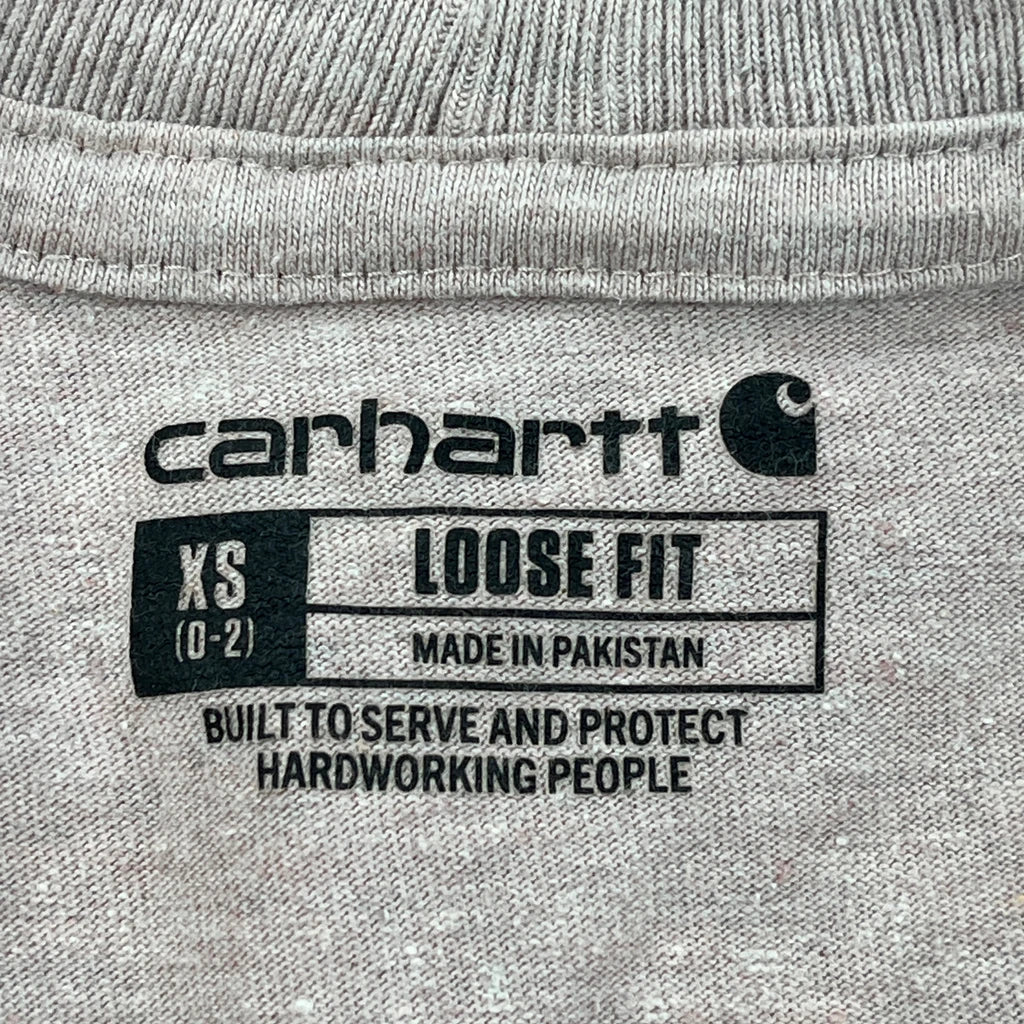 carhartt
XS
(0-2)
LOOSE FIT
MADE IN PAKISTAN
BUILT TO SERVE AND PROTECT
HARDWORKING PEOPLE